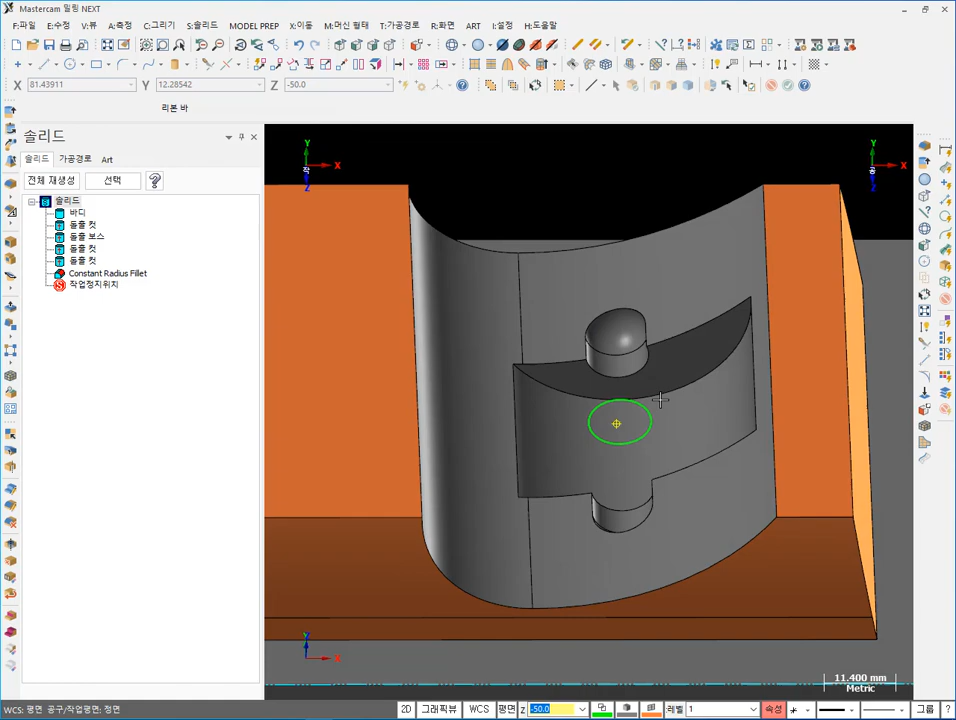 Mastercam 밀링 NEXT
F:파일 E:수정 V:뷰 A:측정 C:그리기 S:솔리드 MODEL PREP X:이동 M:머신 형태 T:가공경로 R:화면 ART I:설정 H:도움말
X 81.43911 Y 12.28542 Z -50.0
리본 바
솔리드
솔리드 가공경로 Art
전체 재생성 선택 ?
솔리드
바디
돌출 컷
돌출 보스
돌출 컷
돌출 컷
Constant Radius Fillet
작업정지위치
Y
X
Z
Y
X
Z
Y
X
11.400 mm
Metric
WCS: 평면 공구/작업평면: 정면
2D 그래픽뷰 WCS 평면 Z -50.0 레벨 1 속성 그룹 ?